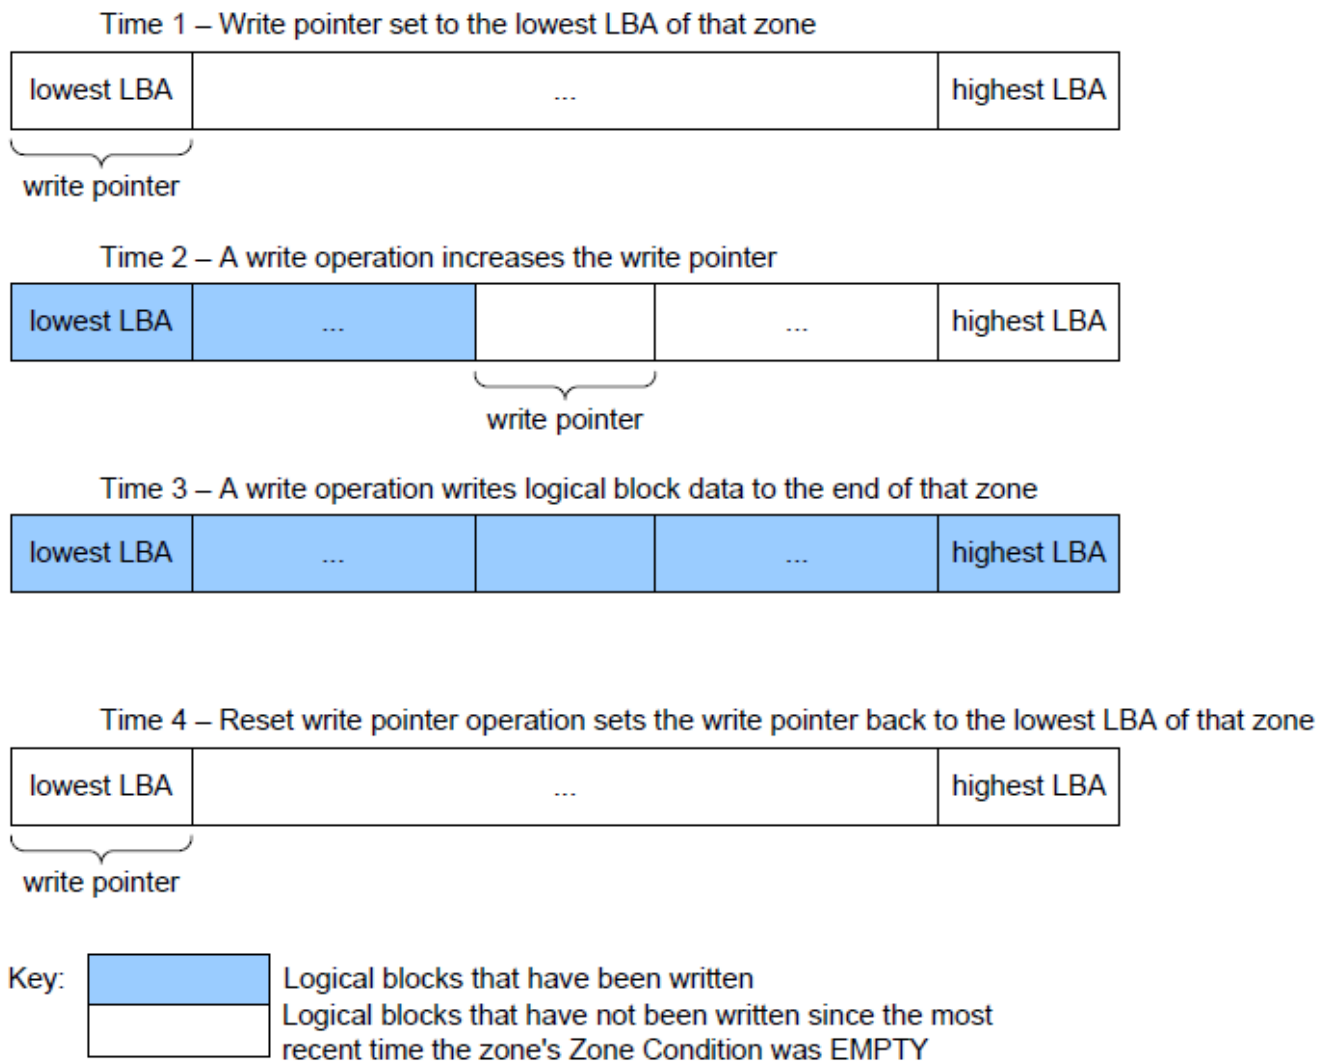 Time 1 – Write pointer set to the lowest LBA of that zone
lowest LBA ... highest LBA
write pointer
Time 2 – A write operation increases the write pointer
lowest LBA ... ... highest LBA
write pointer
Time 3 – A write operation writes logical block data to the end of that zone
lowest LBA ... ... highest LBA
Time 4 – Reset write pointer operation sets the write pointer back to the lowest LBA of that zone
lowest LBA ... highest LBA
write pointer
Key: Logical blocks that have been written
Logical blocks that have not been written since the most
recent time the zone's Zone Condition was EMPTY